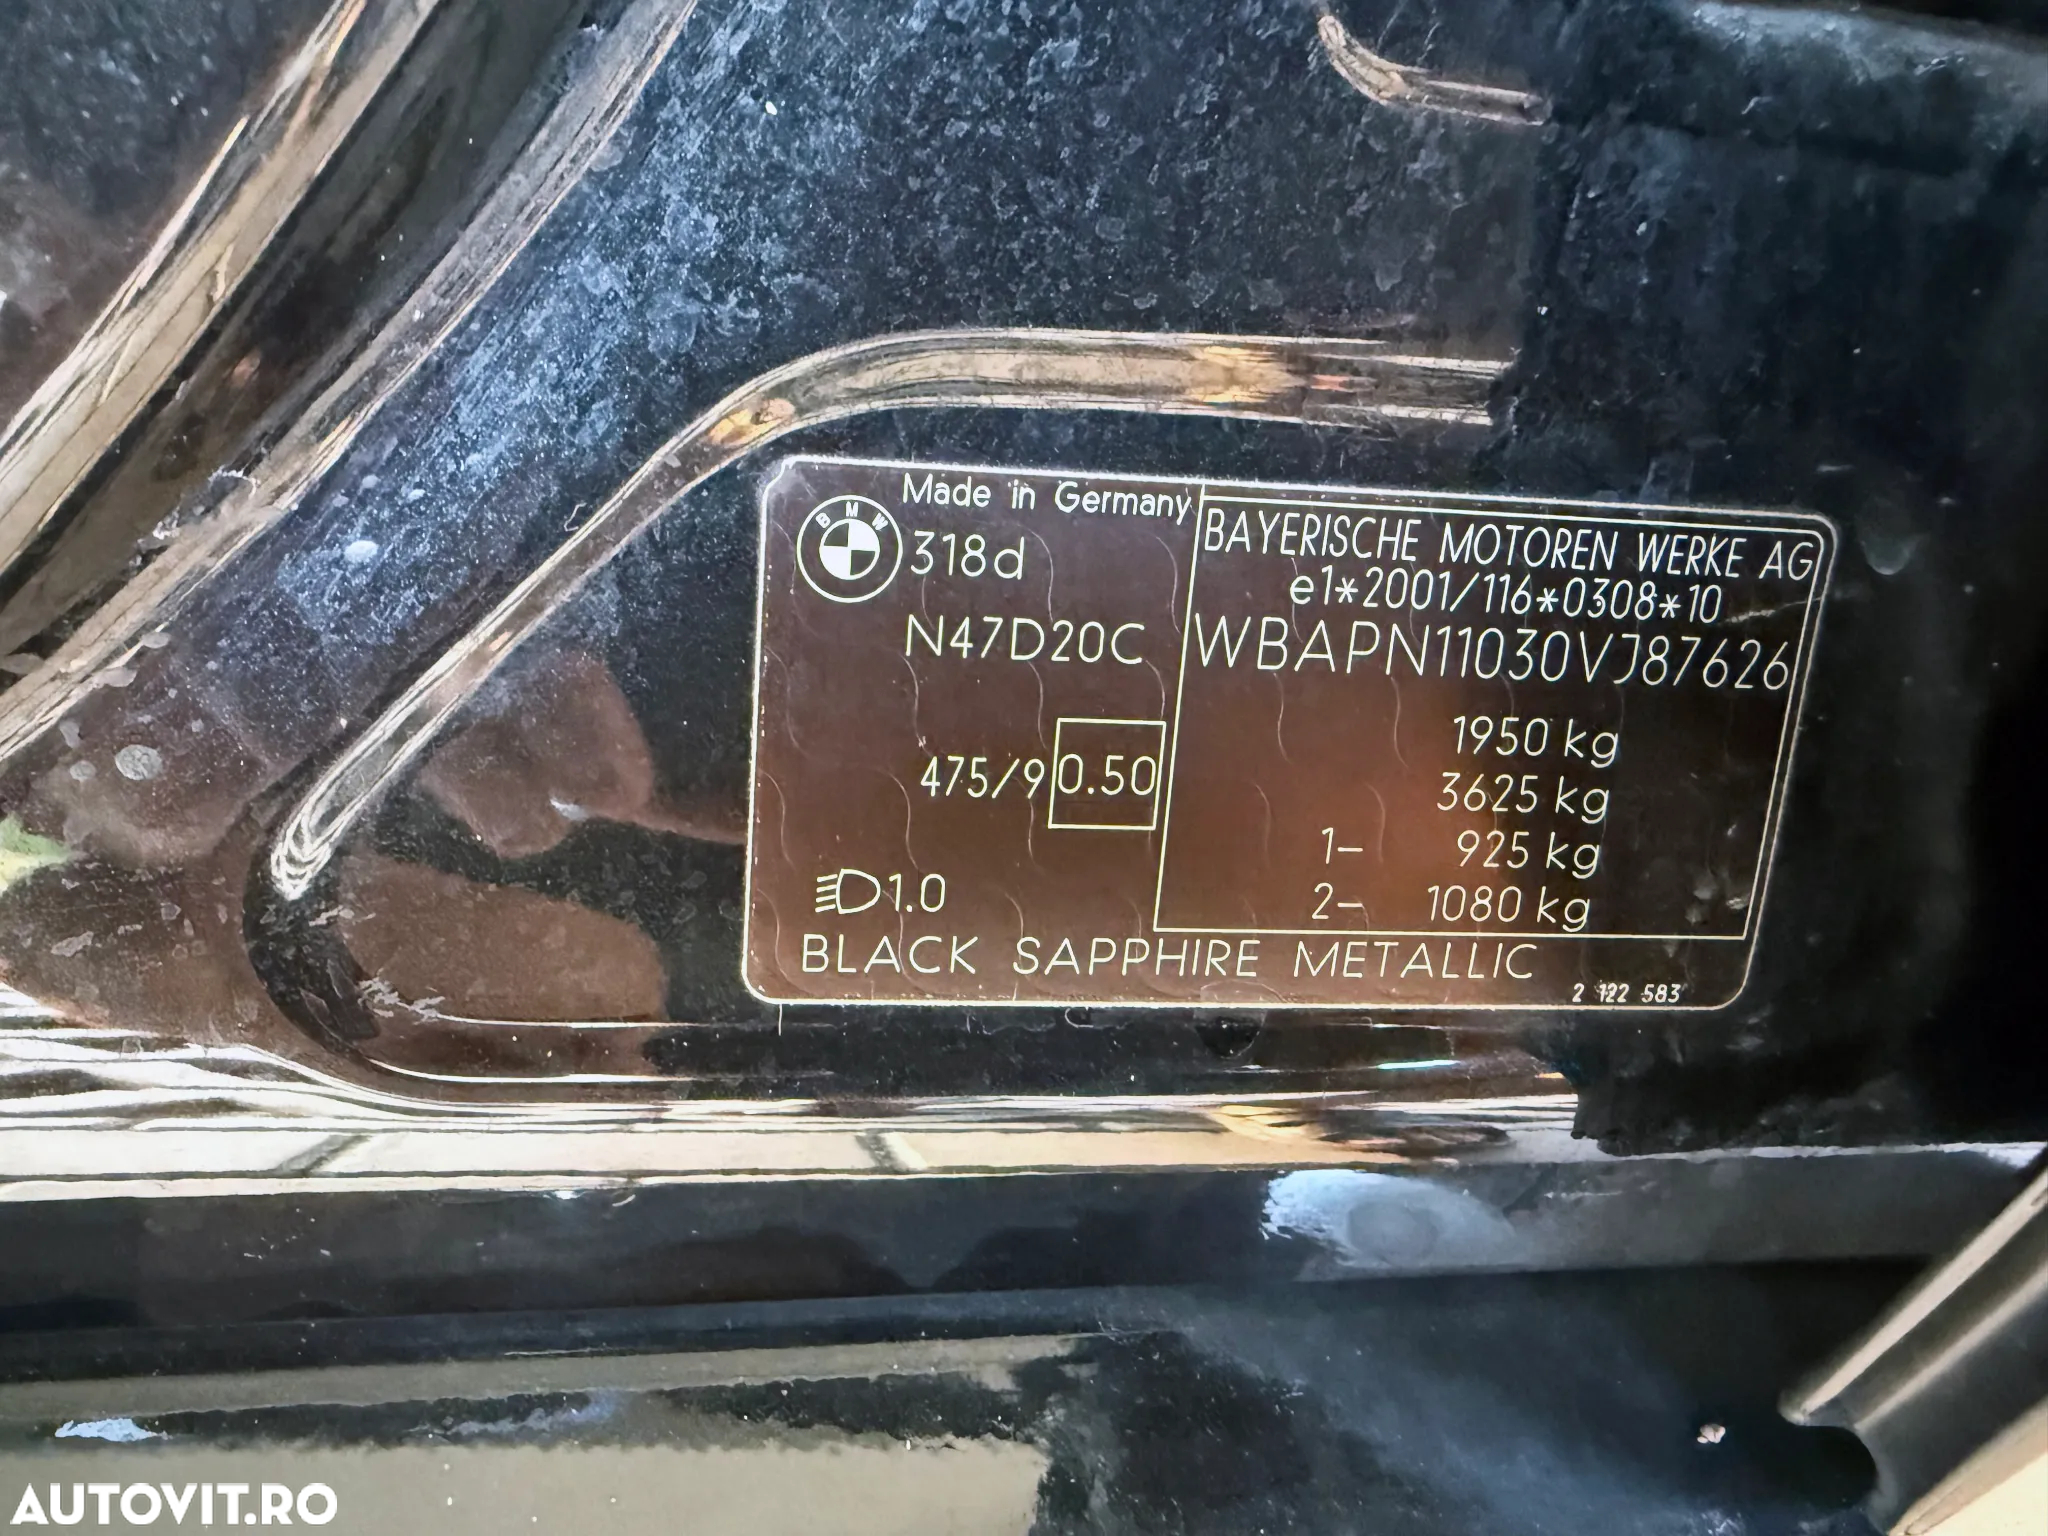 Made in Germany
BMW
318d
N47D20C
475/9 0.50
1.0
BAYERISCHE MOTOREN WERKE AG
e1*2001/116*0308*10
WBAPN11030VJ87626
1950 kg
3625 kg
1- 925 kg
2- 1080 kg
BLACK SAPPHIRE METALLIC
2 122 583
AUTOVIT.RO